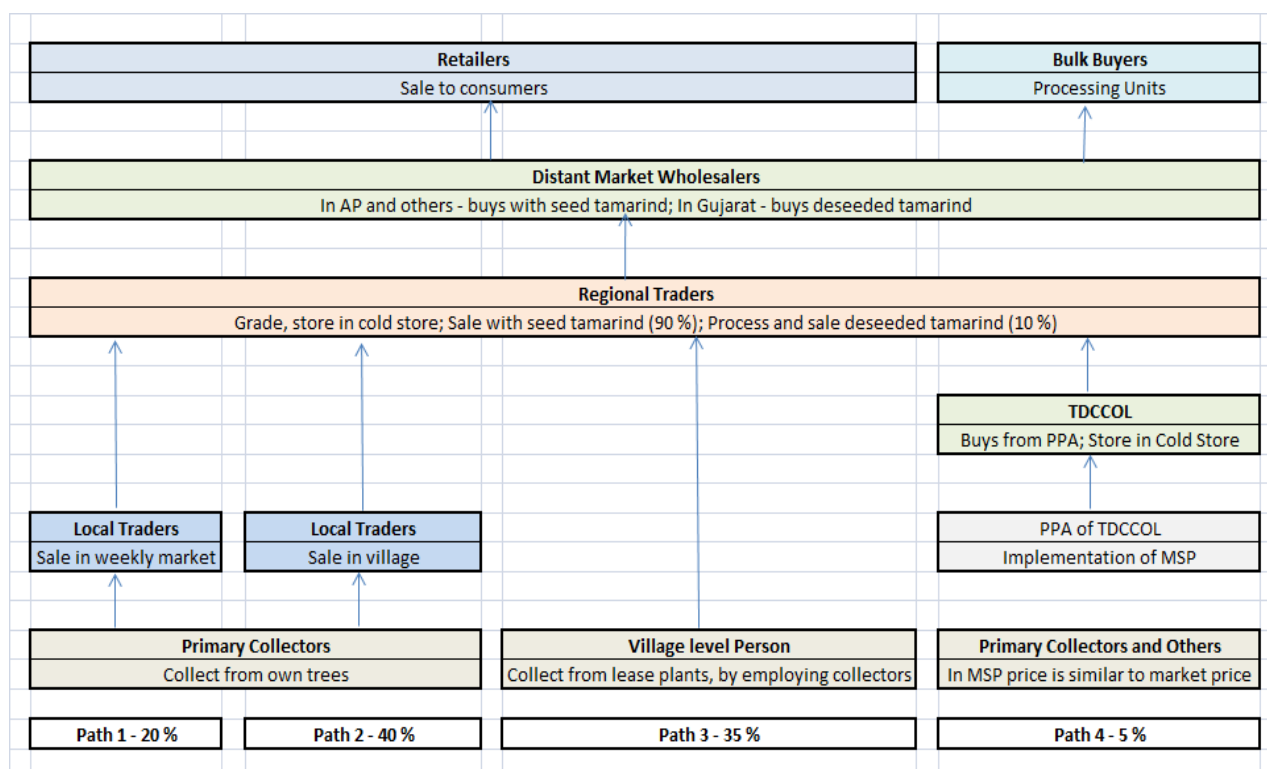 Retailers
Sale to consumers
Bulk Buyers
Processing Units
Distant Market Wholesalers
In AP and others - buys with seed tamarind; In Gujarat - buys deseeded tamarind
Regional Traders
Grade, store in cold store; Sale with seed tamarind (90 %); Process and sale deseeded tamarind (10 %)
TDCCOL
Buys from PPA; Store in Cold Store
Local Traders
Sale in weekly market
Local Traders
Sale in village
PPA of TDCCOL
Implementation of MSP
Primary Collectors
Collect from own trees
Village level Person
Collect from lease plants, by employing collectors
Primary Collectors and Others
In MSP price is similar to market price
Path 1 - 20 %
Path 2 - 40 %
Path 3 - 35 %
Path 4 - 5 %